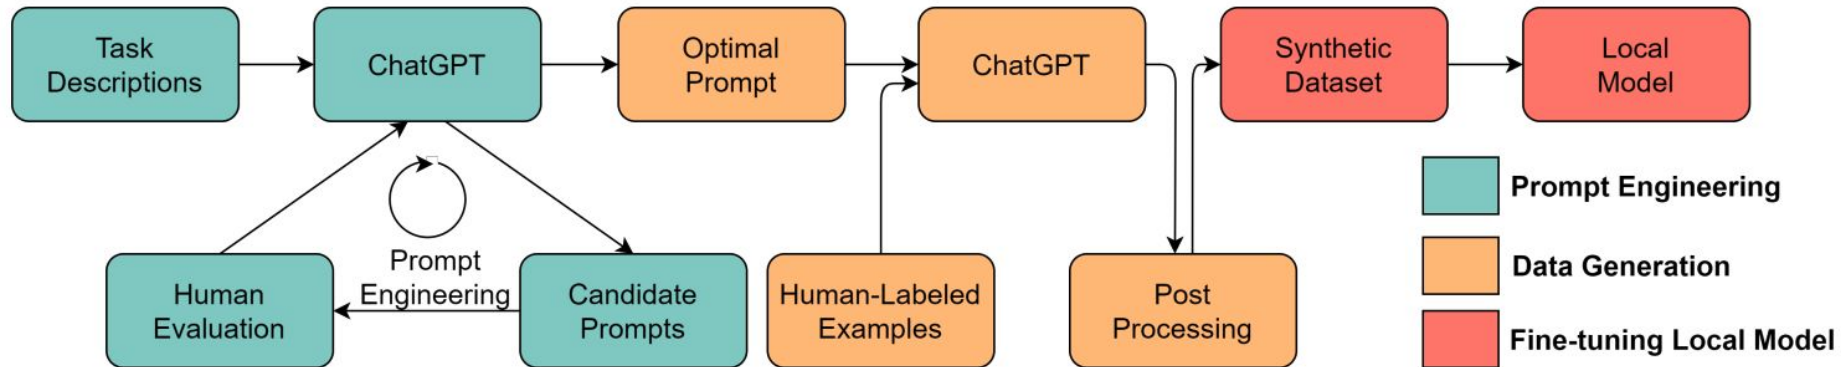 Task
Descriptions
ChatGPT
Optimal
Prompt
ChatGPT
Synthetic
Dataset
Local
Model
Prompt
Engineering
Human
Evaluation
Candidate
Prompts
Human-Labeled
Examples
Post
Processing
Prompt Engineering
Data Generation
Fine-tuning Local Model